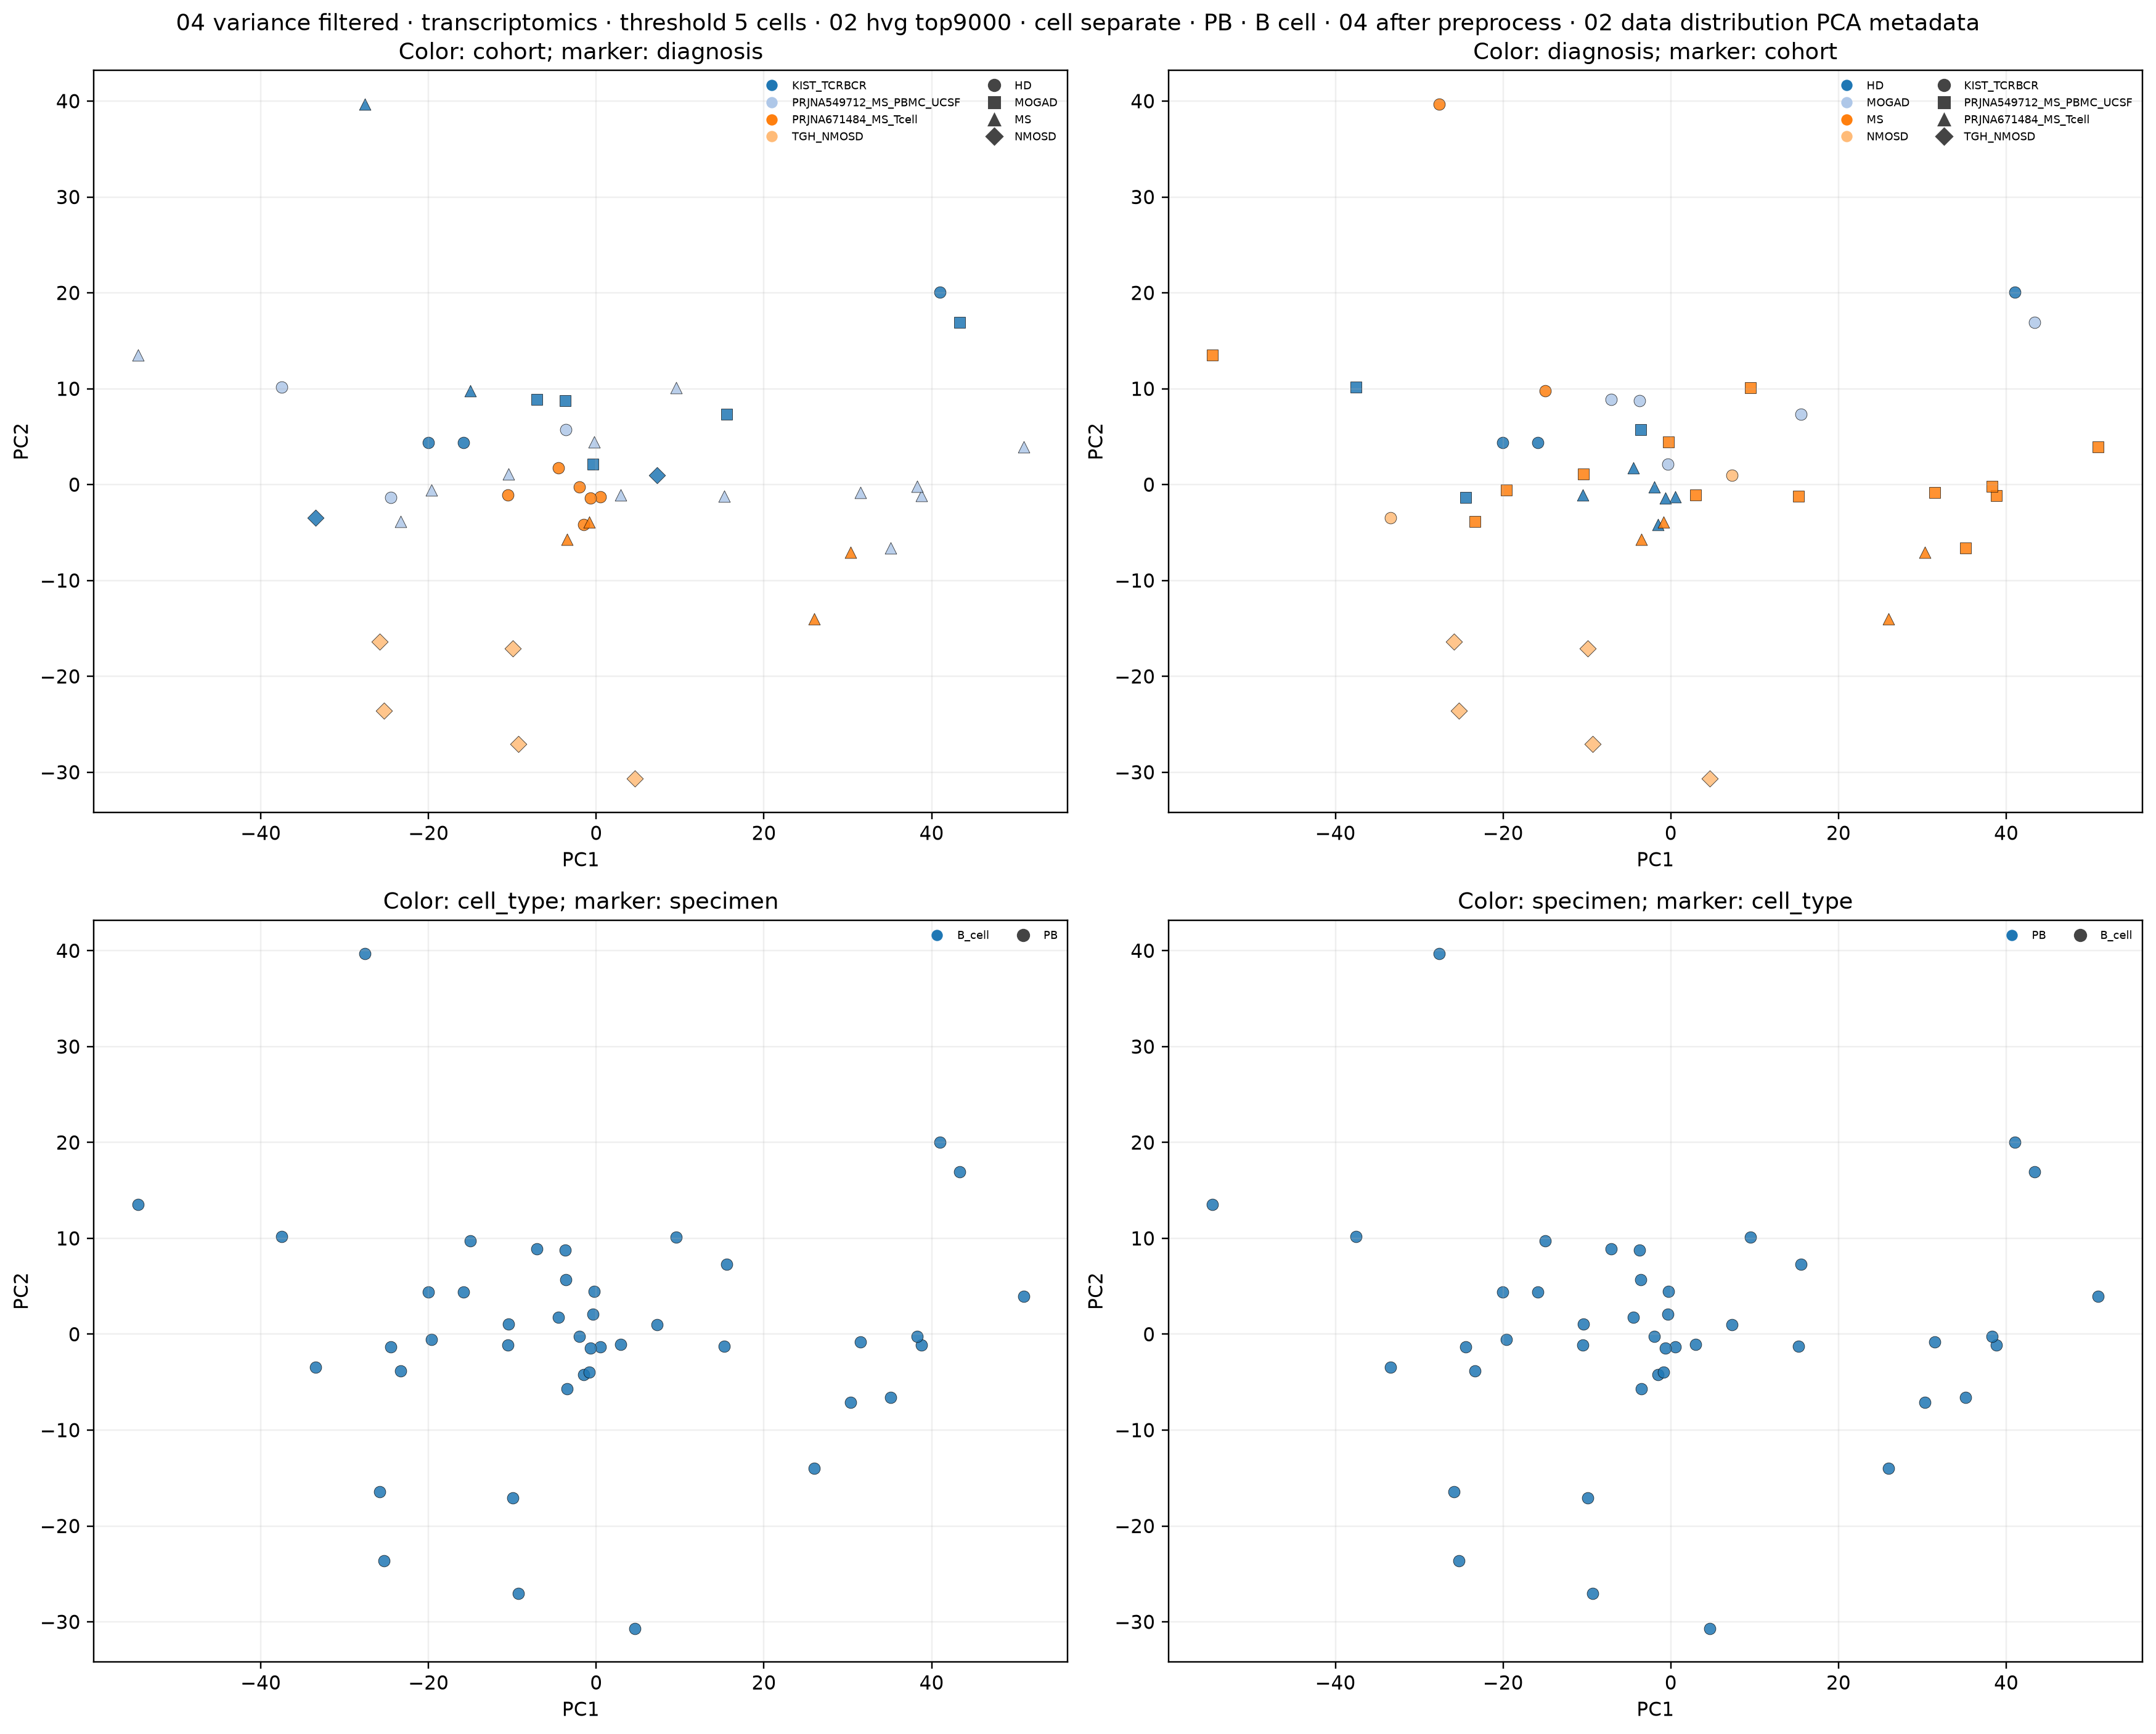 04 variance filtered · transcriptomics · threshold 5 cells · 02 hvg top9000 · cell separate · PB · B cell · 04 after preprocess · 02 data distribution PCA metadata
Color: cohort; marker: diagnosis
KIST_TCRBCR
PRJNA549712_MS_PBMC_UCSF
PRJNA671484_MS_Tcell
TGH_NMOSD
HD
MOGAD
MS
NMOSD
40
30
20
10
0
−10
−20
−30
PC2
−40
−20
0
20
40
PC1
Color: diagnosis; marker: cohort
HD
MOGAD
MS
NMOSD
KIST_TCRBCR
PRJNA549712_MS_PBMC_UCSF
PRJNA671484_MS_Tcell
TGH_NMOSD
40
30
20
10
0
−10
−20
−30
PC2
−40
−20
0
20
40
PC1
Color: cell_type; marker: specimen
B_cell
PB
40
30
20
10
0
−10
−20
−30
PC2
−40
−20
0
20
40
PC1
Color: specimen; marker: cell_type
PB
B_cell
40
30
20
10
0
−10
−20
−30
PC2
−40
−20
0
20
40
PC1